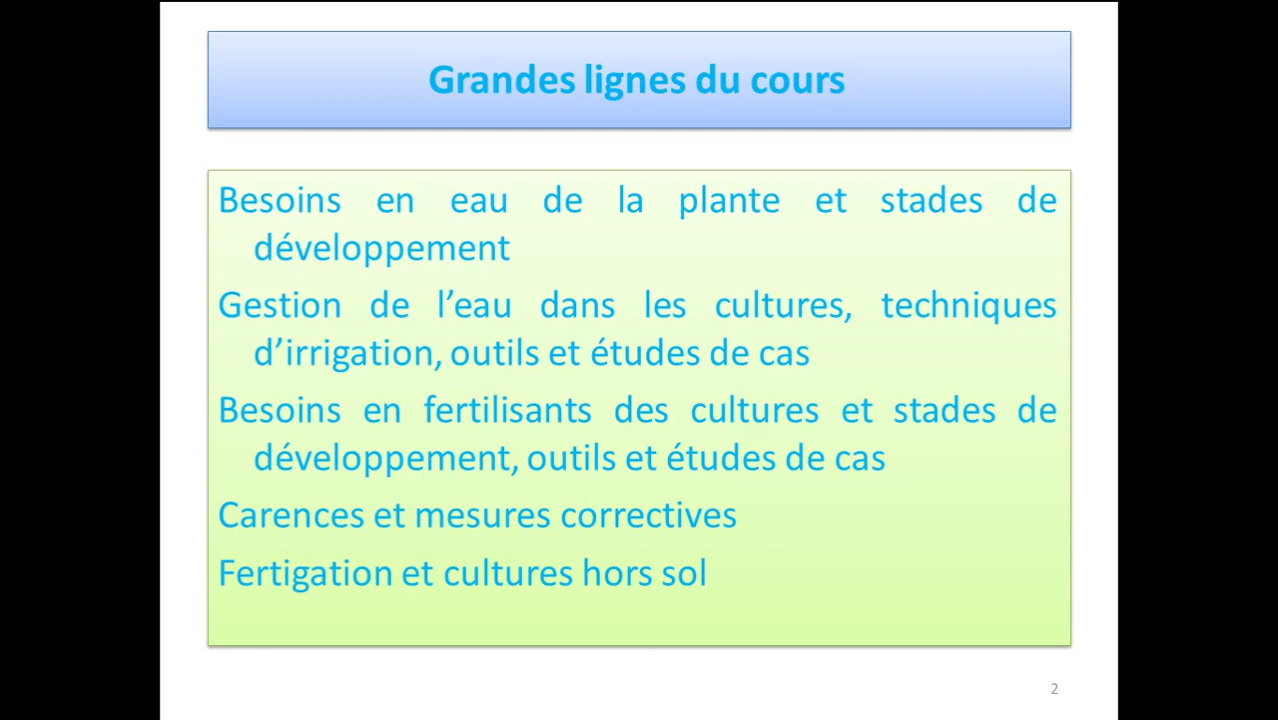 Grandes lignes du cours
Besoins en eau de la plante et stades de
développement
Gestion de l’eau dans les cultures, techniques
d’irrigation, outils et études de cas
Besoins en fertilisants des cultures et stades de
développement, outils et études de cas
Carences et mesures correctives
Fertigation et cultures hors sol
2